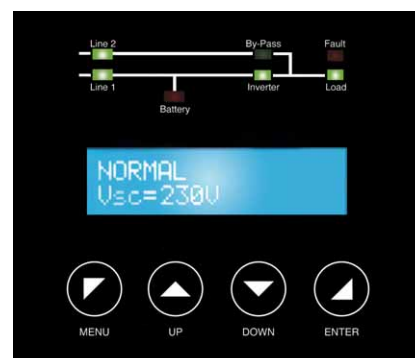 Line 2 By-Pass Fault
Line 1 Inverter Load
Battery
NORMAL
Vsc=230V
MENU UP DOWN ENTER